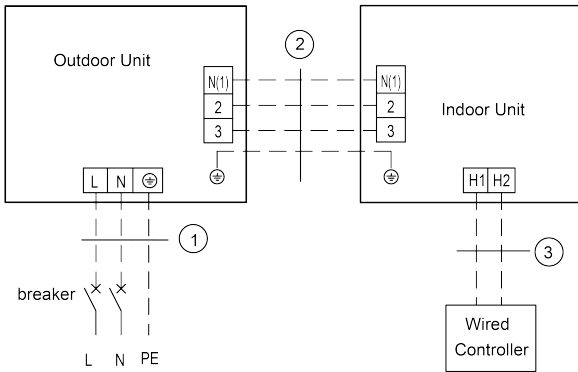 Outdoor Unit
N(1)
2
3
2
N(1)
2
3
Indoor Unit
L N
H1 H2
1
3
breaker
L N PE
Wired
Controller